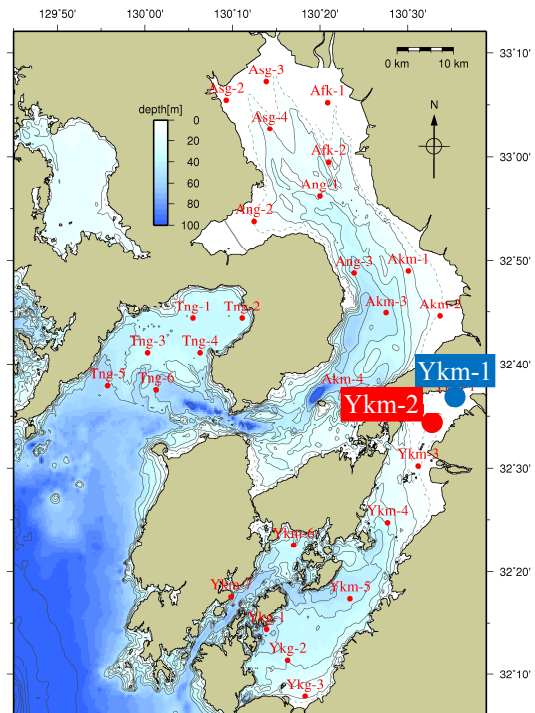 129˚50' 130˚00' 130˚10' 130˚20' 130˚30'
33˚10'
0 km 10 km
Asg-3
Asg-2
Afk-1
depth[m]
0
20
40
60
80
100
N
Asg-4
Afk-2
33˚00'
Ang-1
Ang-2
32˚50'
Ang-3
Akm-1
Tng-1
Tng-2
Akm-3
Akm-2
Tng-3
Tng-4
32˚40'
Tng-5
Tng-6
Akm-4
Ykm-1
Ykm-2
Ykm-3
32˚30'
Ykm-4
Ykm-6
32˚20'
Ykm-7
Ykm-5
Ykg-1
Ykg-2
32˚10'
Ykg-3